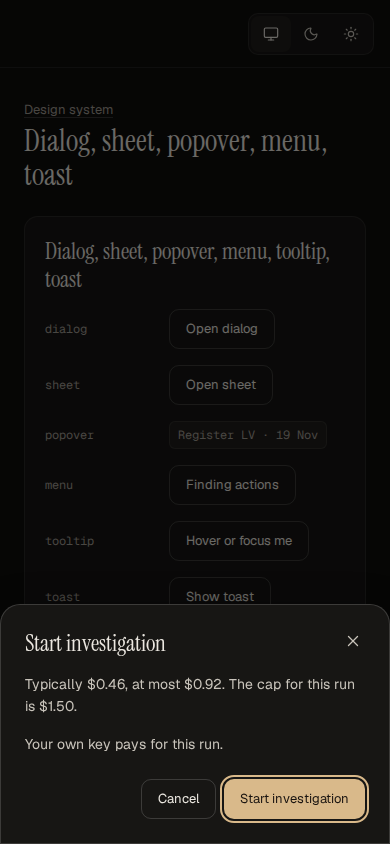 Design system
Dialog, sheet, popover, menu,
toast
Dialog, sheet, popover, menu, tooltip,
toast
dialog
Open dialog
sheet
Open sheet
popover
Register LV · 19 Nov
menu
Finding actions
tooltip
Hover or focus me
toast
Show toast
Start investigation
Typically $0.46, at most $0.92. The cap for this run
is $1.50.
Your own key pays for this run.
Cancel
Start investigation